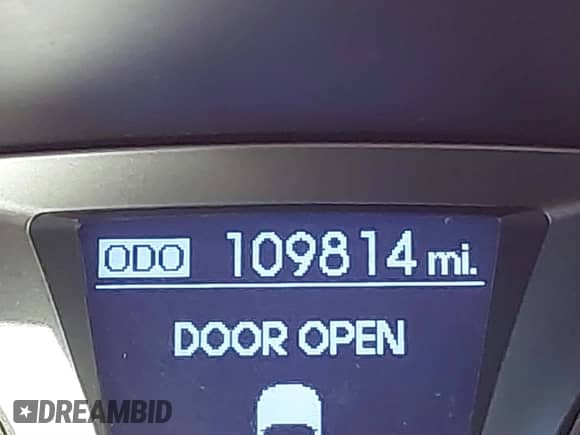 ODO 109814 mi.
DOOR OPEN
DREAMBID